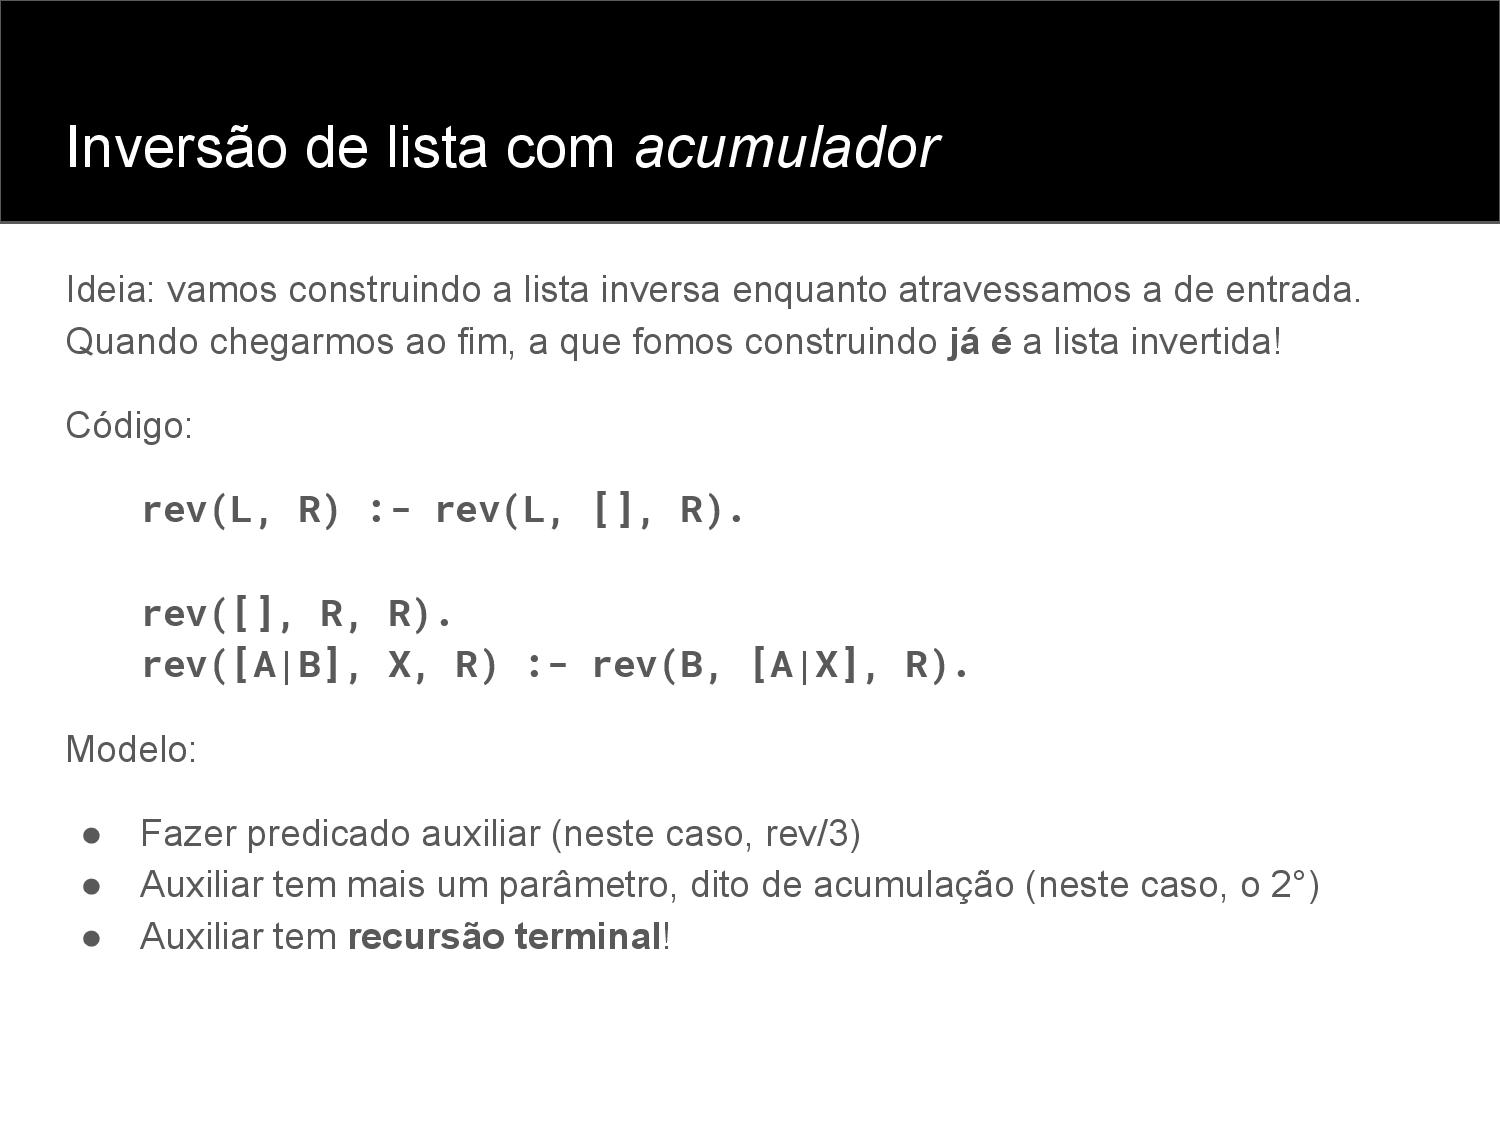 Inversão de lista com acumulador
Ideia: vamos construindo a lista inversa enquanto atravessamos a de entrada.
Quando chegarmos ao fim, a que fomos construindo já é a lista invertida!
Código:
rev(L, R) :- rev(L, [], R).
rev([], R, R).
rev([A|B], X, R) :- rev(B, [A|X], R).
Modelo:
● Fazer predicado auxiliar (neste caso, rev/3)
● Auxiliar tem mais um parâmetro, dito de acumulação (neste caso, o 2°)
● Auxiliar tem recursão terminal!